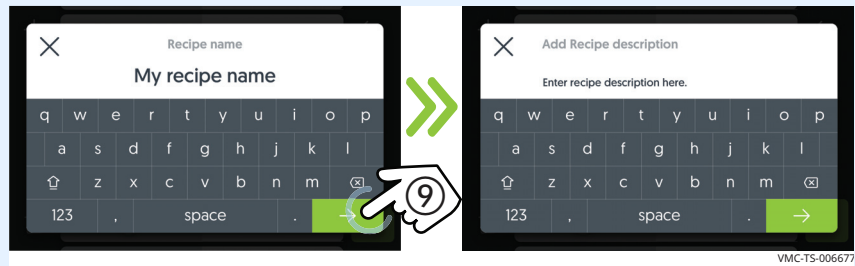 Recipe name
My recipe name
q w e r t y u i o p
a s d f g h j k l
z x c v b n m
123 , space .
9
Add Recipe description
Enter recipe description here.
q w e r t y u i o p
a s d f g h j k l
z x c v b n m
123 , space .
VMC-TS-006677